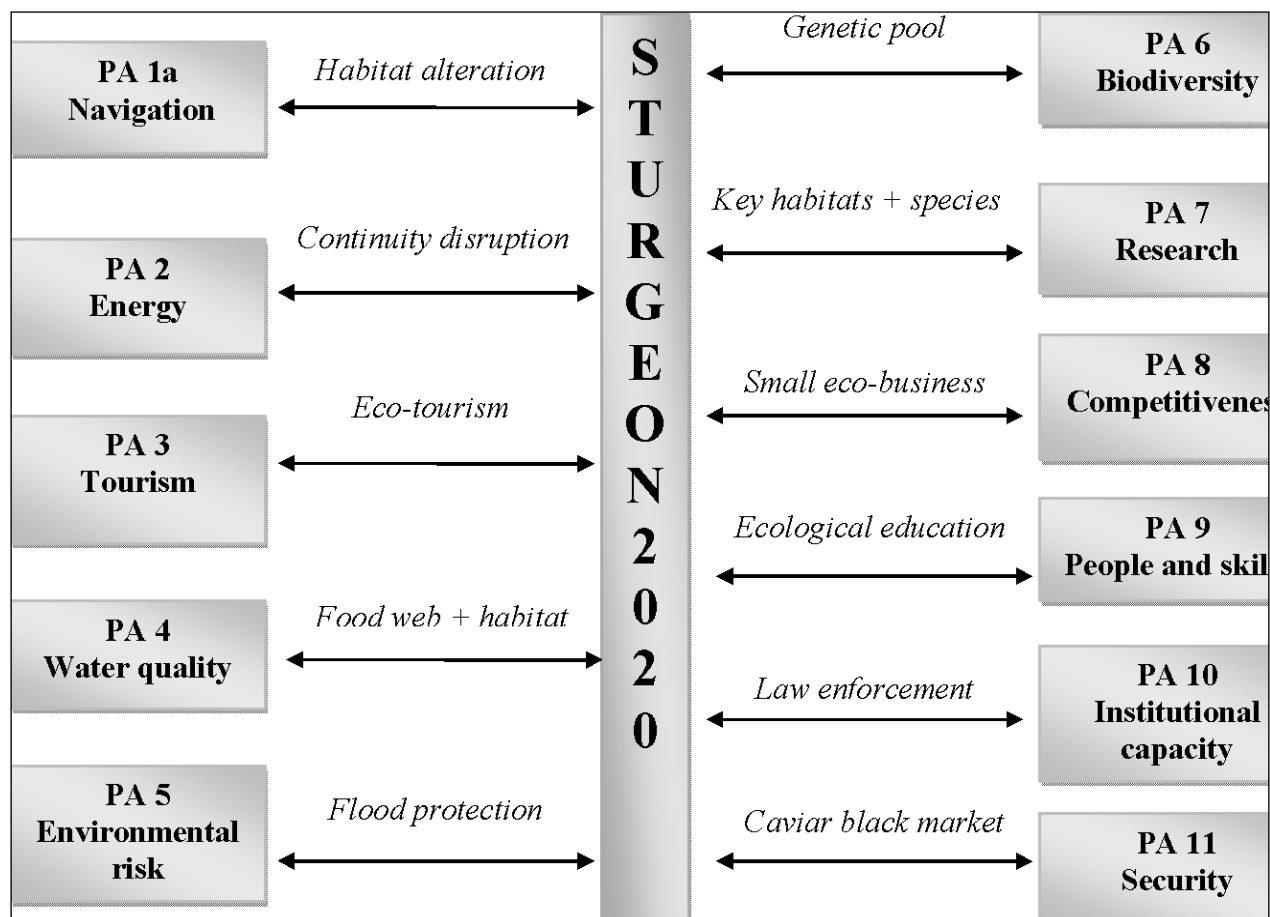 PA 1a
Navigation
Habitat alteration
PA 2
Energy
Continuity disruption
PA 3
Tourism
Eco-tourism
PA 4
Water quality
Food web + habitat
PA 5
Environmental
risk
Flood protection
S
T
U
R
G
E
O
N
2
0
2
0
Genetic pool
PA 6
Biodiversity
Key habitats + species
PA 7
Research
Small eco-business
PA 8
Competitivenes
Ecological education
PA 9
People and skil
Law enforcement
PA 10
Institutional
capacity
Caviar black market
PA 11
Security